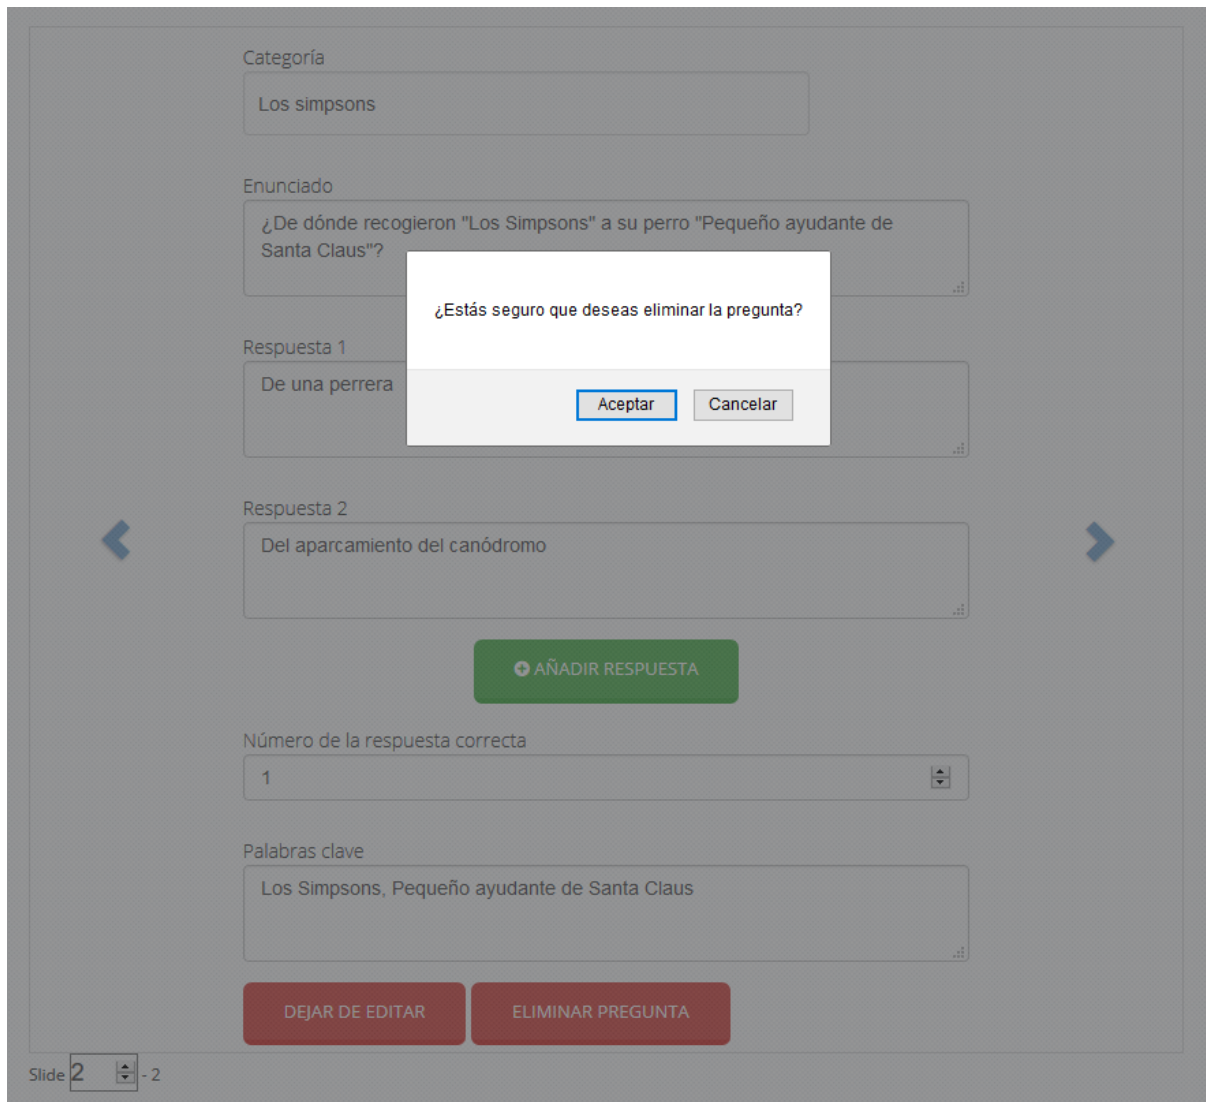 Categoría
Los simpsons
Enunciado
¿De dónde recogieron "Los Simpsons" a su perro "Pequeño ayudante de
Santa Claus"?
¿Estás seguro que deseas eliminar la pregunta?
Aceptar
Cancelar
Respuesta 1
De una perrera
Respuesta 2
Del aparcamiento del canódromo
AÑADIR RESPUESTA
Número de la respuesta correcta
1
Palabras clave
Los Simpsons, Pequeño ayudante de Santa Claus
DEJAR DE EDITAR
ELIMINAR PREGUNTA
Slide 2 - 2